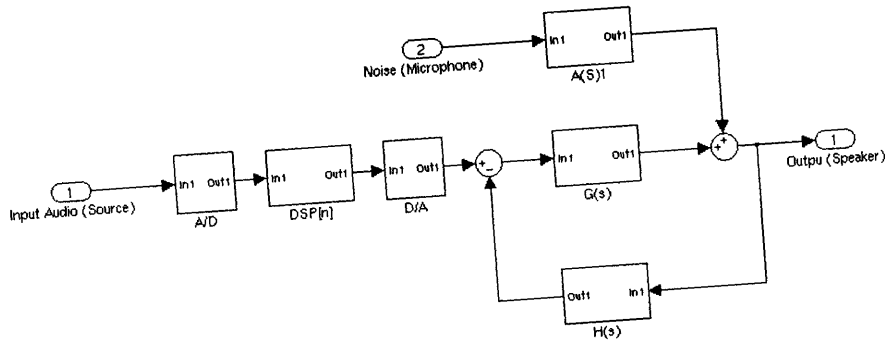 2
Noise (Microphone)
In1 Out1
A(S)1
1
Input Audio (Source)
In1 Out1
A/D
In1 Out1
DSP[n]
In1 Out1
D/A
+
−
In1 Out1
G(s)
+
+
1
Outpu (Speaker)
Out1 In1
H(s)